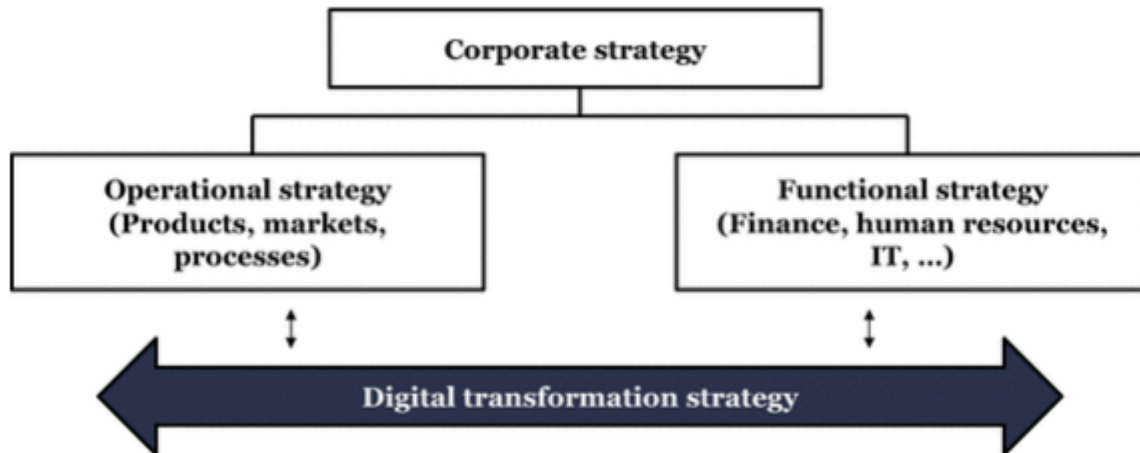 Corporate strategy
Operational strategy
(Products, markets,
processes)
Functional strategy
(Finance, human resources,
IT, ...)
Digital transformation strategy